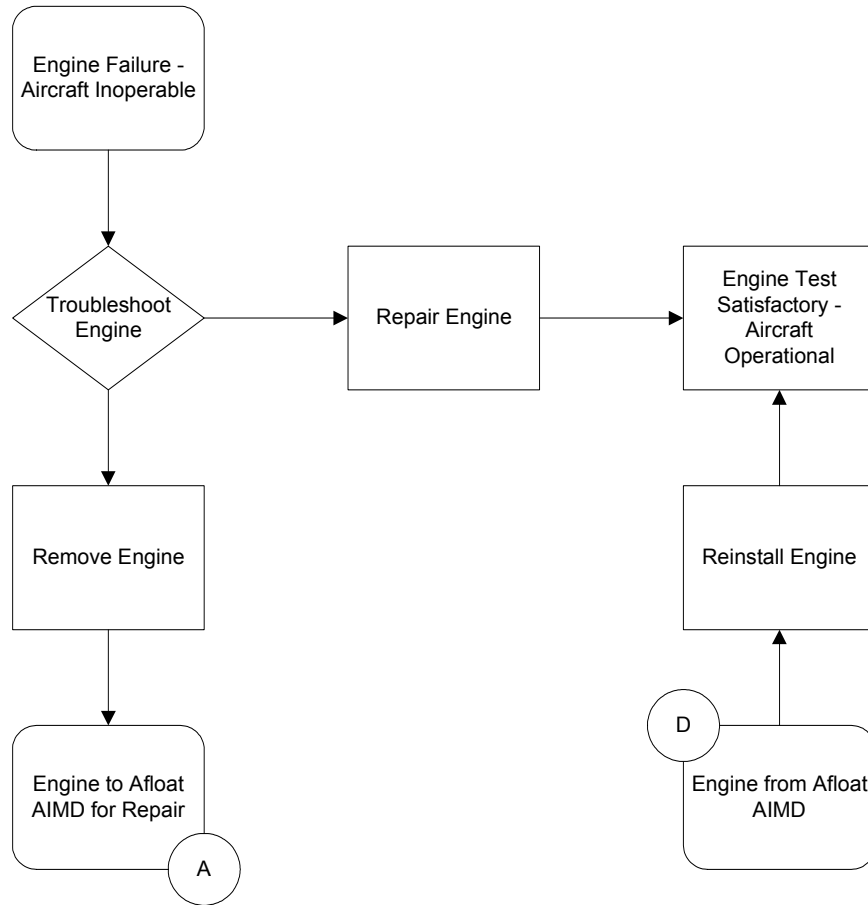 Engine Failure -
Aircraft Inoperable
Troubleshoot
Engine
Repair Engine
Engine Test
Satisfactory -
Aircraft
Operational
Remove Engine
Reinstall Engine
Engine to Afloat
AIMD for Repair
A
D
Engine from Afloat
AIMD